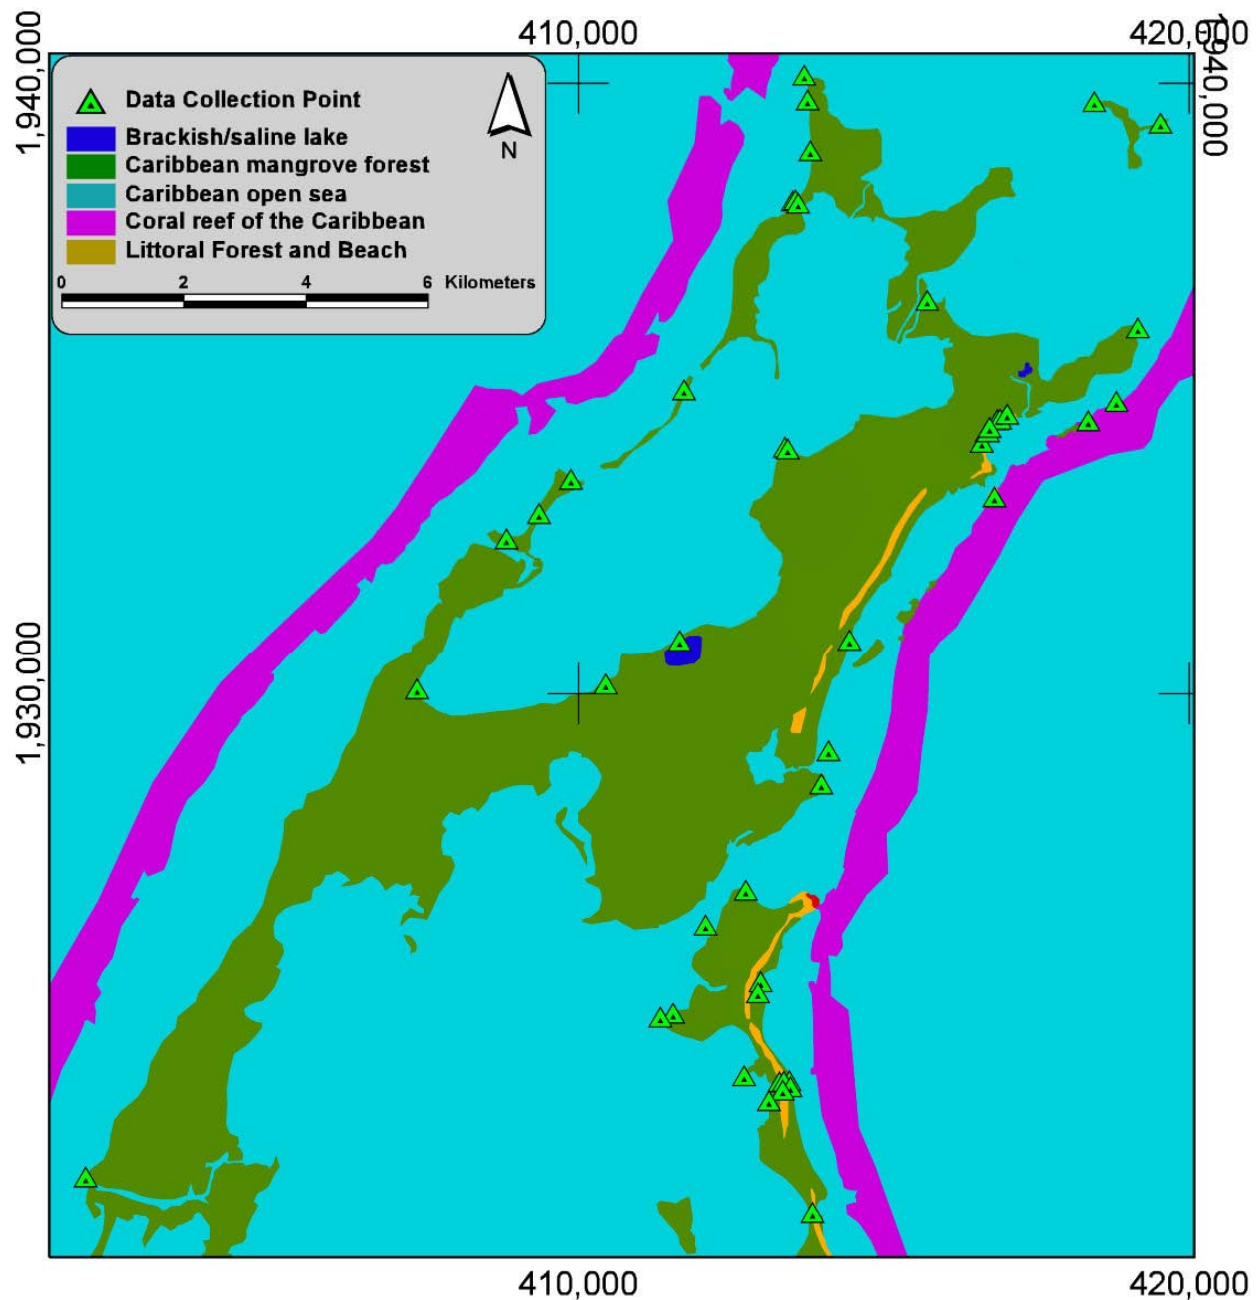 410,000
420,000
1,940,000
1,940,000
Data Collection Point
Brackish/saline lake
Caribbean mangrove forest
Caribbean open sea
Coral reef of the Caribbean
Littoral Forest and Beach
N
0 2 4 6 Kilometers
1,930,000
410,000
420,000